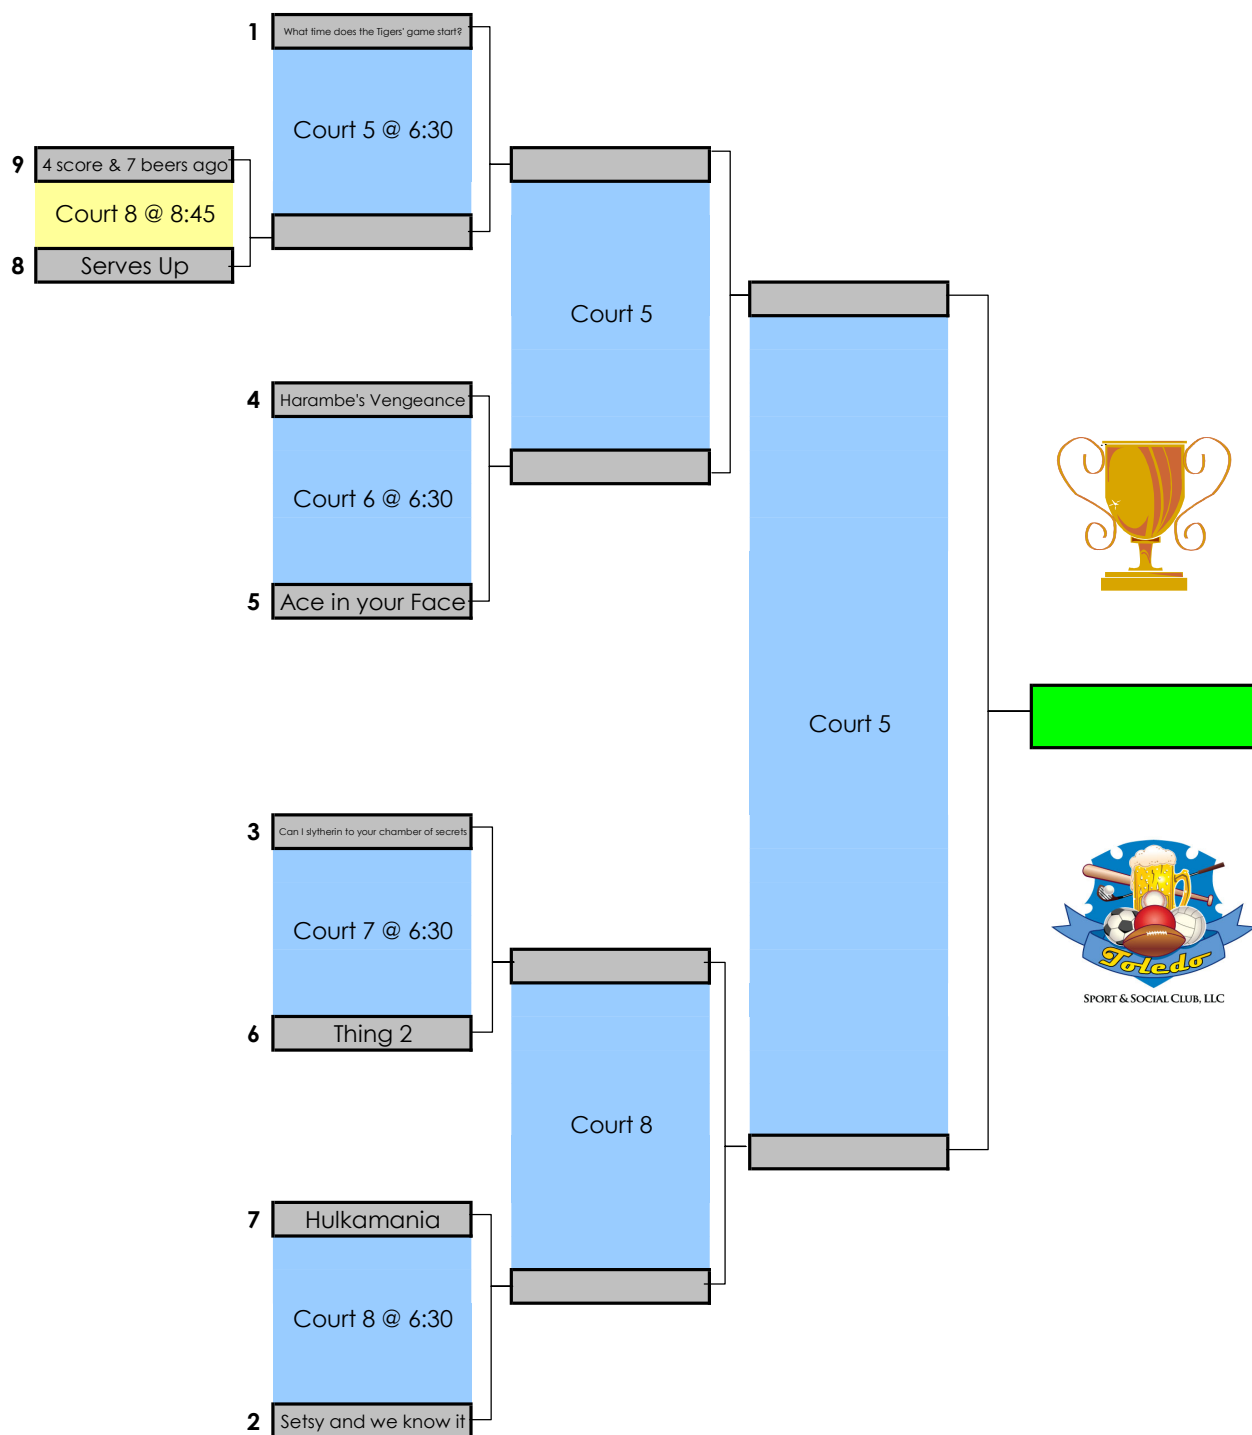 1 What time does the Tigers' game start?
Court 5 @ 6:30
9 4 score & 7 beers ago
Court 8 @ 8:45
8 Serves Up
Court 5
4 Harambe's Vengeance
Court 6 @ 6:30
5 Ace in your Face
Court 5
3 Can I slytherin to your chamber of secrets
Court 7 @ 6:30
6 Thing 2
Court 8
7 Hulkamania
Court 8 @ 6:30
2 Setsy and we know it
Toledo
SPORT & SOCIAL CLUB, LLC